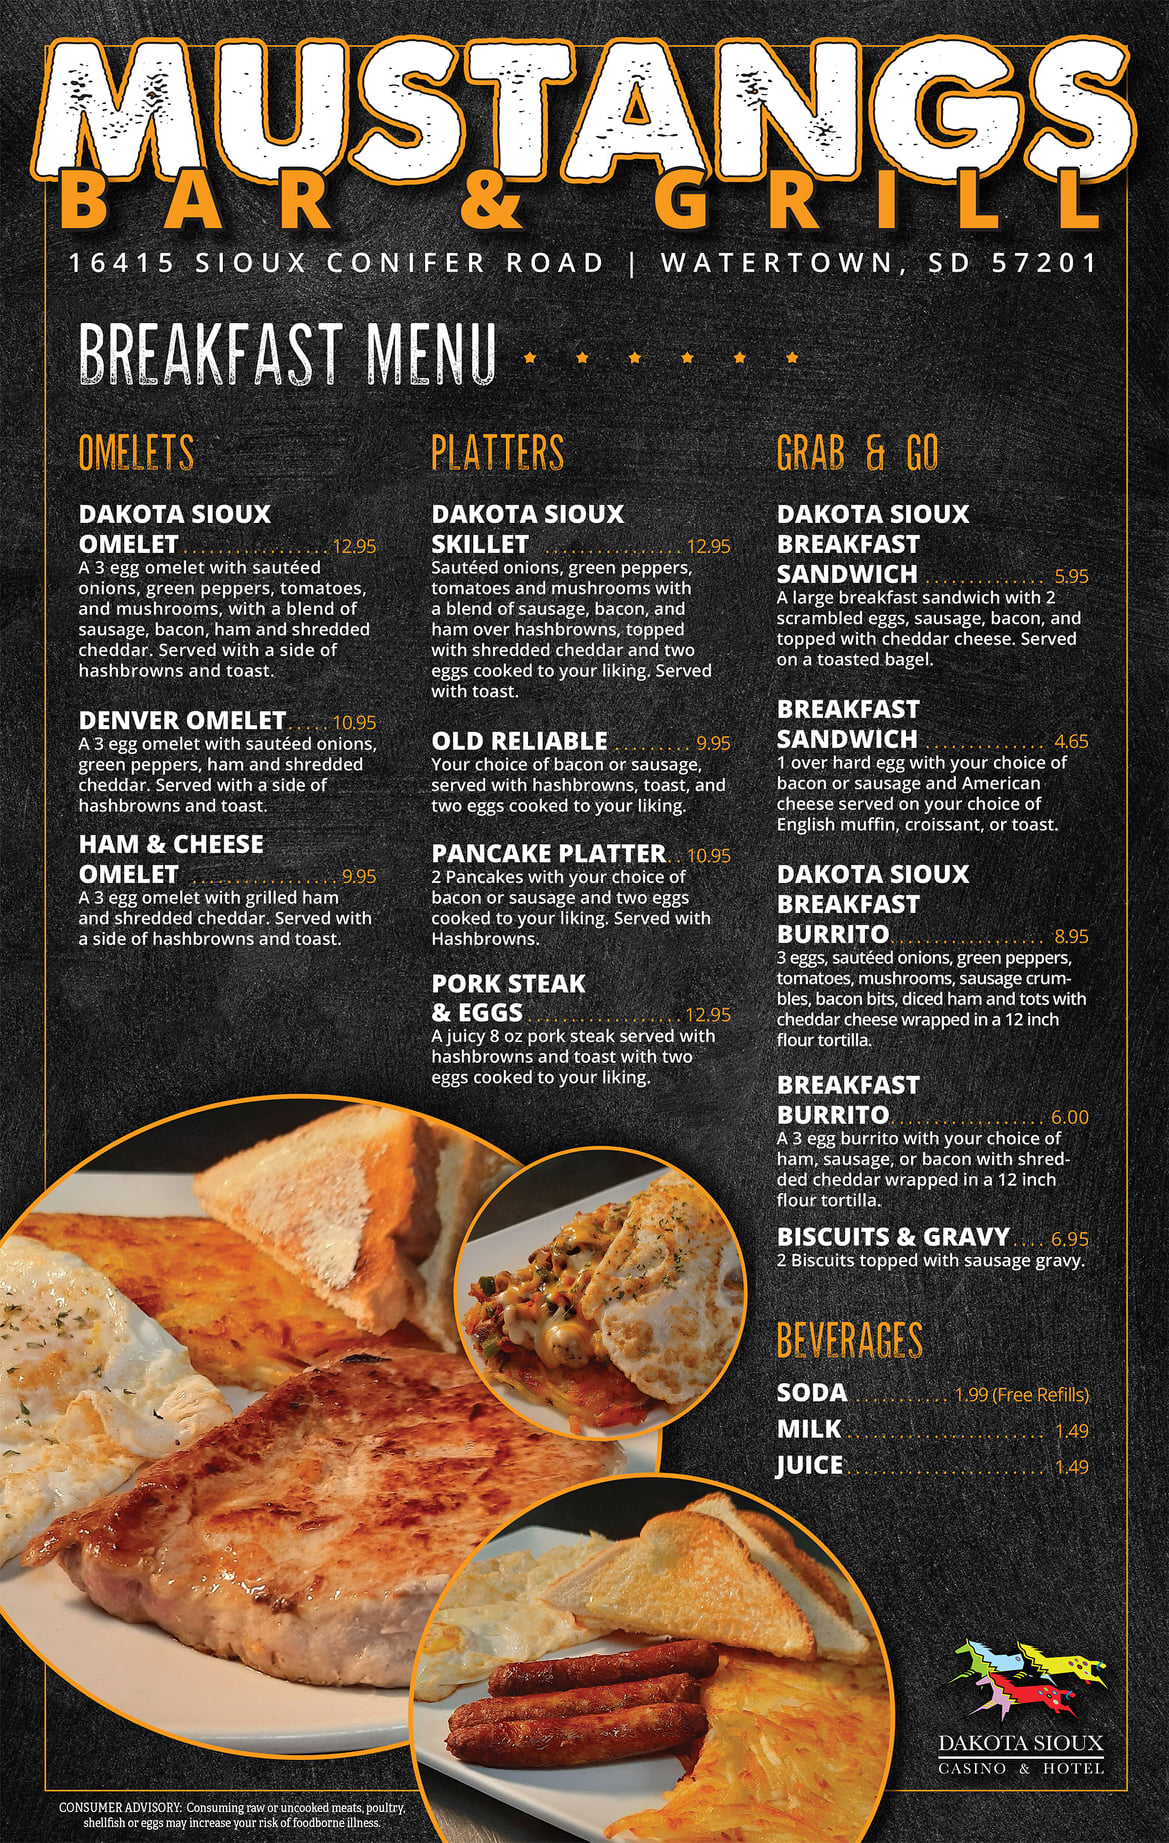 MUSTANGS
BAR & GRILL
16415 SIOUX CONIFER ROAD | WATERTOWN, SD 57201
BREAKFAST MENU
OMELETS
DAKOTA SIOUX
OMELET ................. 12.95
A 3 egg omelet with sautéed
onions, green peppers, tomatoes,
and mushrooms, with a blend of
sausage, bacon, ham and shredded
cheddar. Served with a side of
hashbrowns and toast.
DENVER OMELET ..... 10.95
A 3 egg omelet with sautéed onions,
green peppers, ham and shredded
cheddar. Served with a side of
hashbrowns and toast.
HAM & CHEESE
OMELET ................. 9.95
A 3 egg omelet with grilled ham
and shredded cheddar. Served with
a side of hashbrowns and toast.
PLATTERS
DAKOTA SIOUX
SKILLET ................ 12.95
Sautéed onions, green peppers,
tomatoes and mushrooms with
a blend of sausage, bacon, and
ham over hashbrowns, topped
with shredded cheddar and two
eggs cooked to your liking. Served
with toast.
OLD RELIABLE ......... 9.95
Your choice of bacon or sausage,
served with hashbrowns, toast, and
two eggs cooked to your liking.
PANCAKE PLATTER .. 10.95
2 Pancakes with your choice of
bacon or sausage and two eggs
cooked to your liking. Served with
Hashbrowns.
PORK STEAK
& EGGS .................. 12.95
A juicy 8 oz pork steak served with
hashbrowns and toast with two
eggs cooked to your liking.
GRAB & GO
DAKOTA SIOUX
BREAKFAST
SANDWICH .............. 5.95
A large breakfast sandwich with 2
scrambled eggs, sausage, bacon, and
topped with cheddar cheese. Served
on a toasted bagel.
BREAKFAST
SANDWICH .............. 4.65
1 over hard egg with your choice of
bacon or sausage and American
cheese served on your choice of
English muffin, croissant, or toast.
DAKOTA SIOUX
BREAKFAST
BURRITO .................. 8.95
3 eggs, sautéed onions, green peppers,
tomatoes, mushrooms, sausage crum-
bles, bacon bits, diced ham and tots with
cheddar cheese wrapped in a 12 inch
flour tortilla.
BREAKFAST
BURRITO .................. 6.00
A 3 egg burrito with your choice of
ham, sausage, or bacon with shred-
ded cheddar wrapped in a 12 inch
flour tortilla.
BISCUITS & GRAVY .... 6.95
2 Biscuits topped with sausage gravy.
BEVERAGES
SODA ........... 1.99 (Free Refills)
MILK ....................... 1.49
JUICE ....................... 1.49
DAKOTA SIOUX
CASINO & HOTEL
CONSUMER ADVISORY: Consuming raw or uncooked meats, poultry,
shellfish or eggs may increase your risk of foodborne illness.